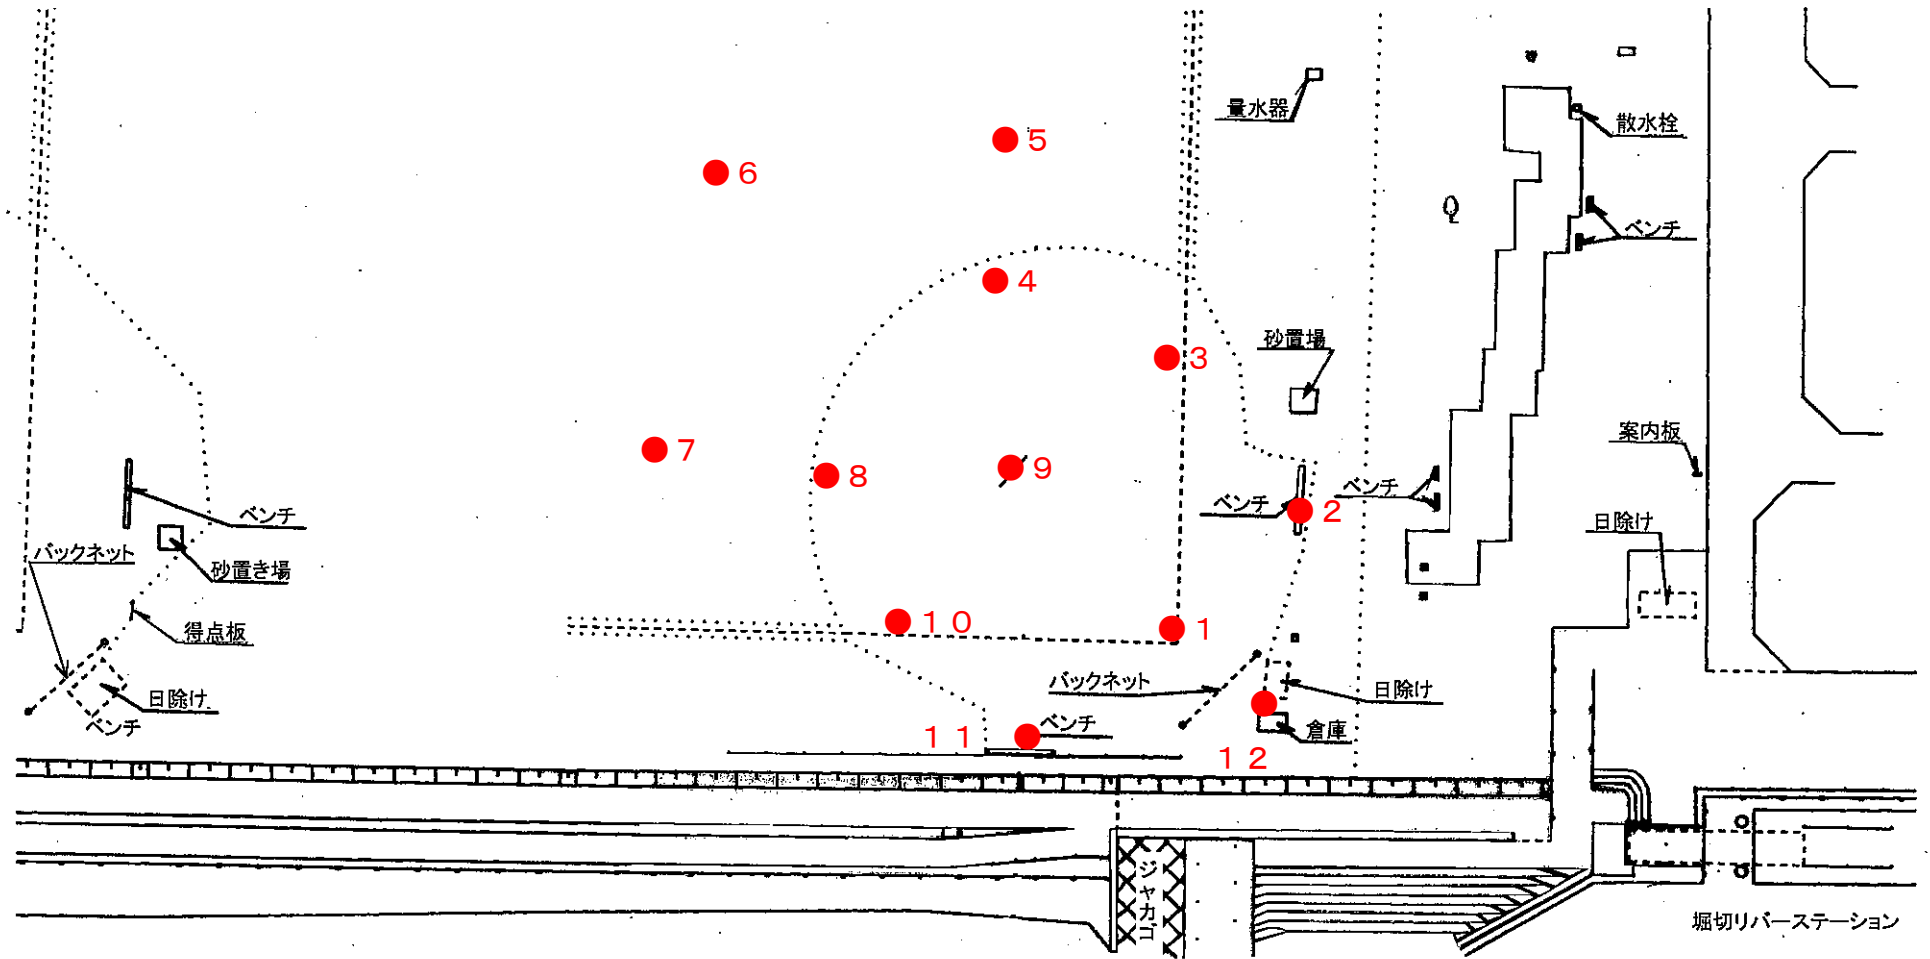 量水器
散水栓
5
6
ベンチ
4
砂置場
3
案内板
7
8
9
ベンチ
ベンチ
2
ベンチ
日除け
バックネット
砂置き場
得点板
10
1
日除け
ベンチ
バックネット
日除け
11
ベンチ
倉庫
12
ジャカゴ
堀切リバーステーション